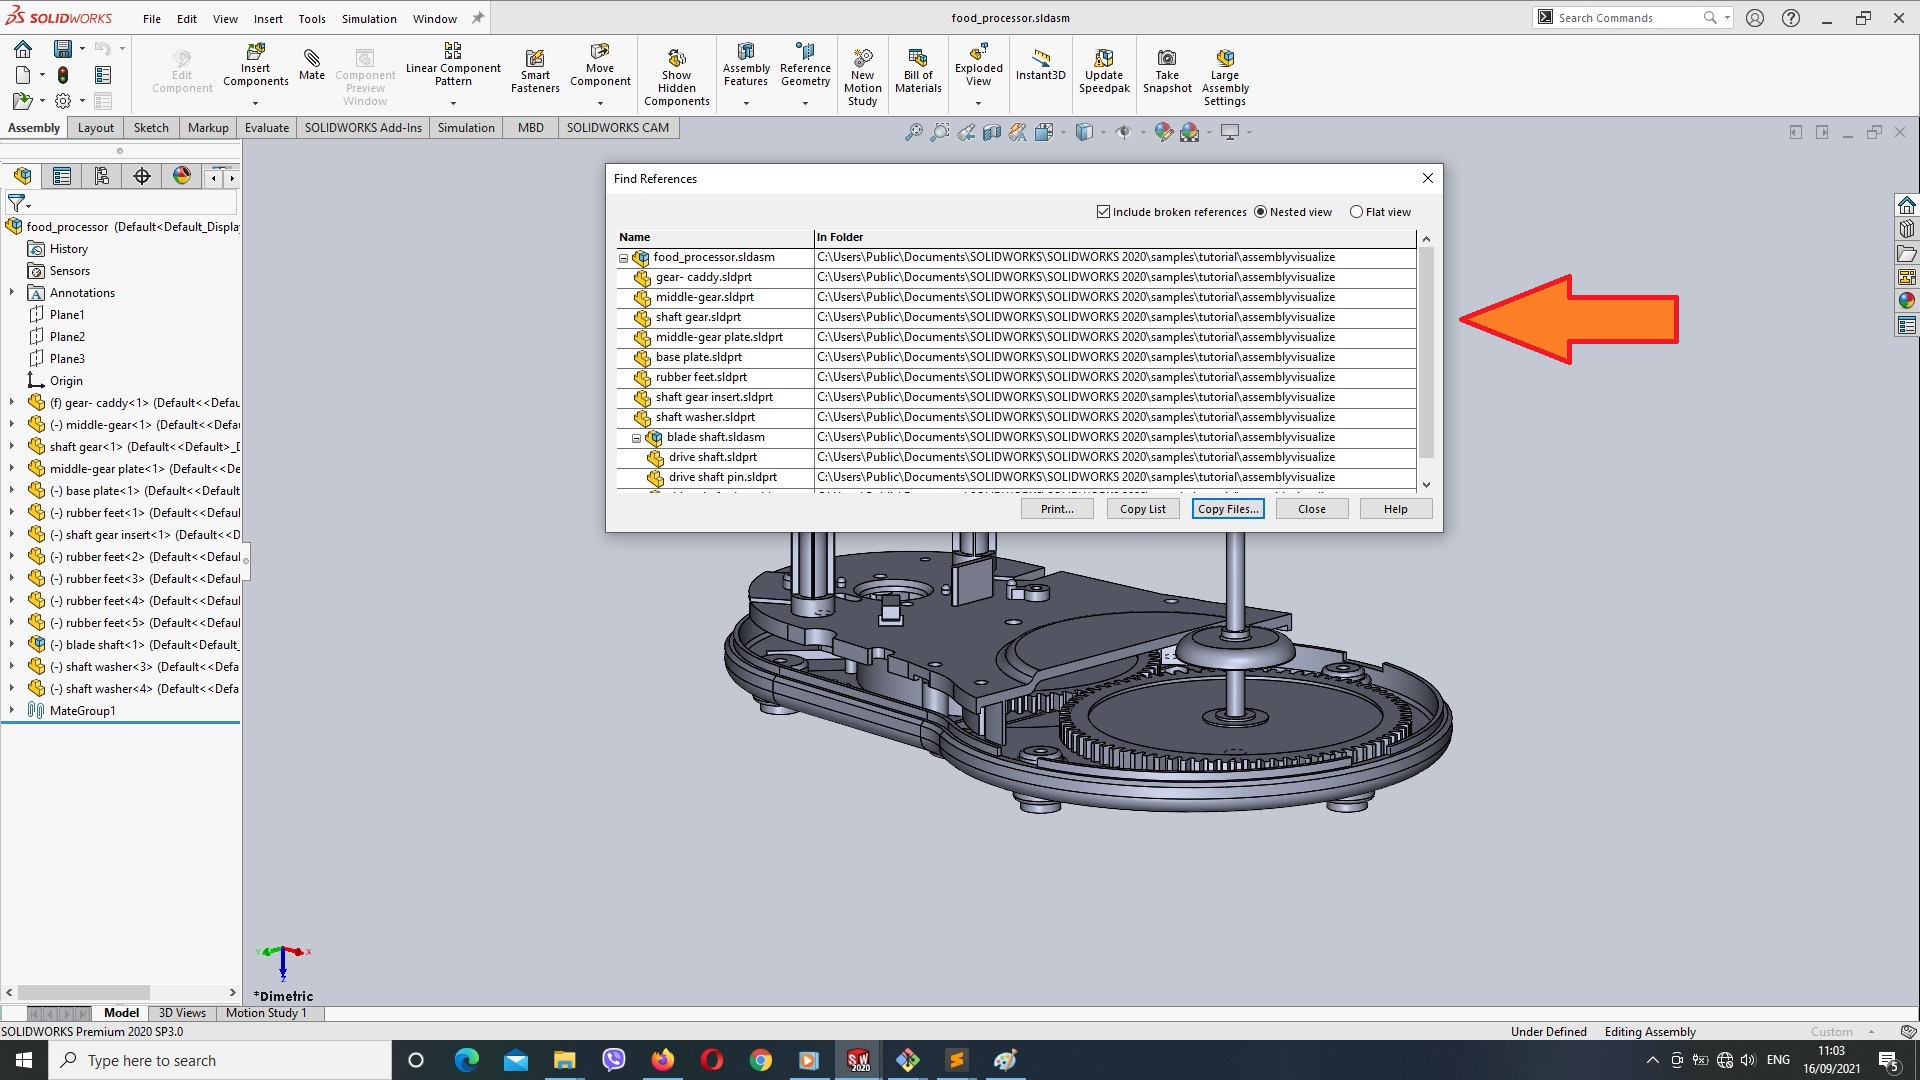 SOLIDWORKS
File Edit View Insert Tools Simulation Window
food_processor.sldasm
Search Commands
Edit Component
Insert Components
Mate
Component Preview Window
Linear Component Pattern
Smart Fasteners
Move Component
Show Hidden Components
Assembly Features
Reference Geometry
New Motion Study
Bill of Materials
Exploded View
Instant3D
Update Speedpak
Take Snapshot
Large Assembly Settings
Assembly Layout Sketch Markup Evaluate SOLIDWORKS Add-Ins Simulation MBD SOLIDWORKS CAM
food_processor (Default<Default_Displa
History
Sensors
Annotations
Plane1
Plane2
Plane3
Origin
(f) gear- caddy<1> (Default<<Defau
(-) middle-gear<1> (Default<<Defau
shaft gear<1> (Default<<Default>_D
middle-gear plate<1> (Default<<De
(-) base plate<1> (Default<<Default
(-) rubber feet<1> (Default<<Defaul
(-) shaft gear insert<1> (Default<<D
(-) rubber feet<2> (Default<<Defaul
(-) rubber feet<3> (Default<<Defaul
(-) rubber feet<4> (Default<<Defaul
(-) rubber feet<5> (Default<<Defaul
(-) blade shaft<1> (Default<Default_
(-) shaft washer<3> (Default<<Defa
(-) shaft washer<4> (Default<<Defa
MateGroup1
Find References
Include broken references Nested view Flat view
Name In Folder
food_processor.sldasm C:\Users\Public\Documents\SOLIDWORKS\SOLIDWORKS 2020\samples\tutorial\assemblyvisualize
gear- caddy.sldprt C:\Users\Public\Documents\SOLIDWORKS\SOLIDWORKS 2020\samples\tutorial\assemblyvisualize
middle-gear.sldprt C:\Users\Public\Documents\SOLIDWORKS\SOLIDWORKS 2020\samples\tutorial\assemblyvisualize
shaft gear.sldprt C:\Users\Public\Documents\SOLIDWORKS\SOLIDWORKS 2020\samples\tutorial\assemblyvisualize
middle-gear plate.sldprt C:\Users\Public\Documents\SOLIDWORKS\SOLIDWORKS 2020\samples\tutorial\assemblyvisualize
base plate.sldprt C:\Users\Public\Documents\SOLIDWORKS\SOLIDWORKS 2020\samples\tutorial\assemblyvisualize
rubber feet.sldprt C:\Users\Public\Documents\SOLIDWORKS\SOLIDWORKS 2020\samples\tutorial\assemblyvisualize
shaft gear insert.sldprt C:\Users\Public\Documents\SOLIDWORKS\SOLIDWORKS 2020\samples\tutorial\assemblyvisualize
shaft washer.sldprt C:\Users\Public\Documents\SOLIDWORKS\SOLIDWORKS 2020\samples\tutorial\assemblyvisualize
blade shaft.sldasm C:\Users\Public\Documents\SOLIDWORKS\SOLIDWORKS 2020\samples\tutorial\assemblyvisualize
drive shaft.sldprt C:\Users\Public\Documents\SOLIDWORKS\SOLIDWORKS 2020\samples\tutorial\assemblyvisualize
drive shaft pin.sldprt C:\Users\Public\Documents\SOLIDWORKS\SOLIDWORKS 2020\samples\tutorial\assemblyvisualize
Print... Copy List Copy Files... Close Help
Y X
Z
*Dimetric
Model 3D Views Motion Study 1
SOLIDWORKS Premium 2020 SP3.0
Under Defined Editing Assembly Custom
Type here to search
SW 2020
ENG
11:03
16/09/2021
5